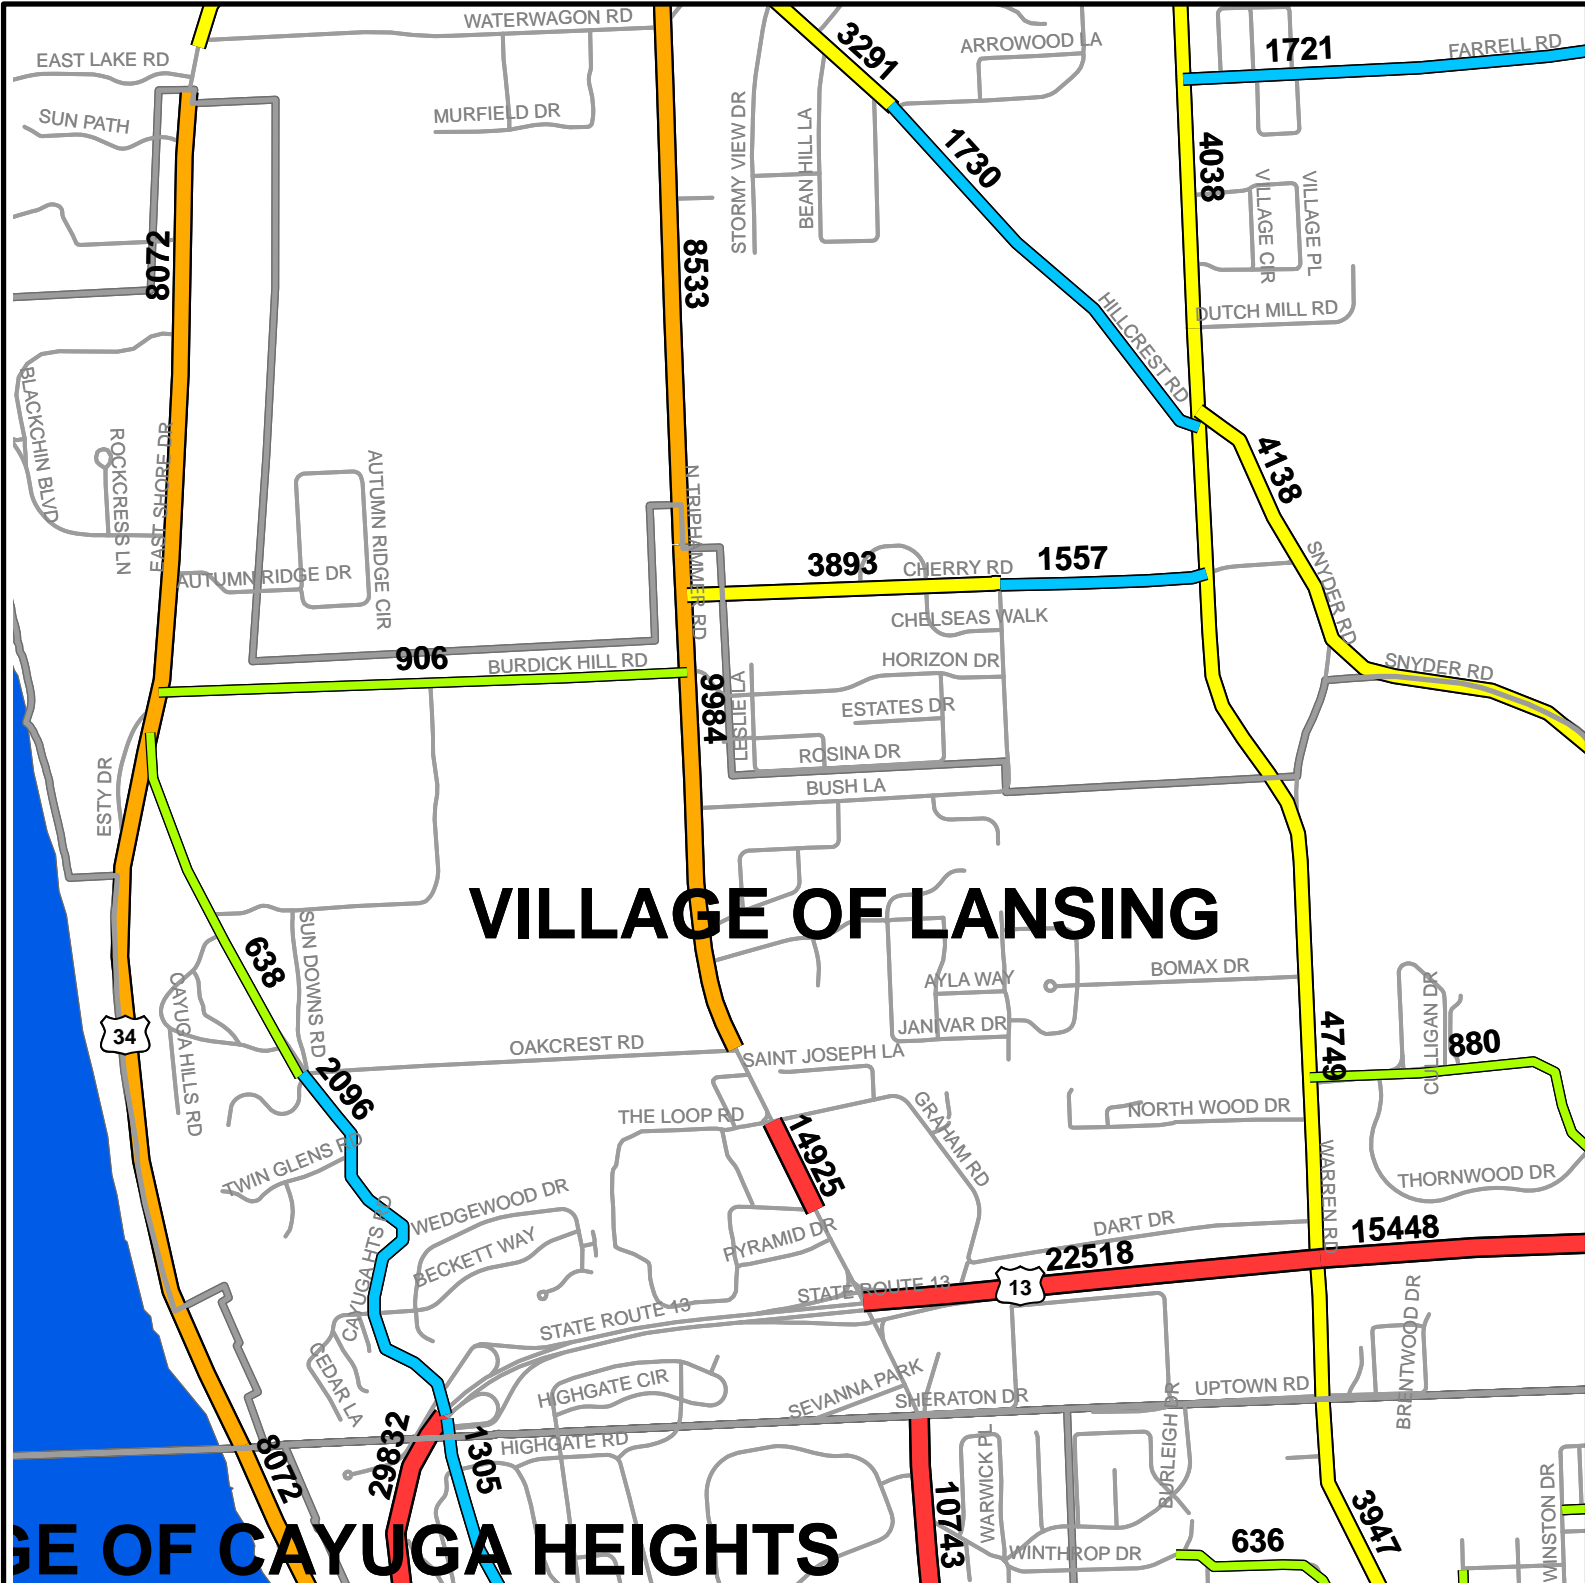 WATERWAGON RD
EAST LAKE RD
3291
ARROWOOD LA
1721
FARRELL RD
SUN PATH
MURFIELD DR
STORMY VIEW DR
BEAN HILL LA
1730
4038
VILLAGE CIR
VILLAGE PL
8072
8533
HILLCREST RD
DUTCH MILL RD
BLACKCHIN BLVD
ROCKCRESS LN
EAST SHORE DR
AUTUMN RIDGE CIR
N TRIPHAMMER RD
4138
AUTUMN RIDGE DR
3893
CHERRY RD
1557
SNYDER RD
CHELSEAS WALK
906
BURDICK HILL RD
HORIZON DR
SNYDER RD
9984
LESLIE LA
ESTATES DR
ROSINA DR
ESTY DR
BUSH LA
VILLAGE OF LANSING
638
SUN DOWNS RD
CAYUGA HILLS RD
AYLA WAY
BOMAX DR
CULLIGAN DR
34
JANIVAR DR
4749
880
OAKCREST RD
SAINT JOSEPH LA
2096
THE LOOP RD
14925
GRAHAM RD
NORTH WOOD DR
WARREN RD
THORNWOOD DR
TWIN GLENS RD
WEDGEWOOD DR
CAYUGA HTS RD
BECKETT WAY
PYRAMID DR
DART DR
22518
15448
STATE ROUTE 13
13
STATE ROUTE 13
CEDAR LA
HIGHGATE CIR
SEVANNA PARK
SHERATON DR
UPTOWN RD
BRENTWOOD DR
BURLEIGH DR
8072
29832
1305
HIGHGATE RD
10743
WARWICK PL
WINSTON DR
3947
GE OF CAYUGA HEIGHTS
WINTHROP DR
636